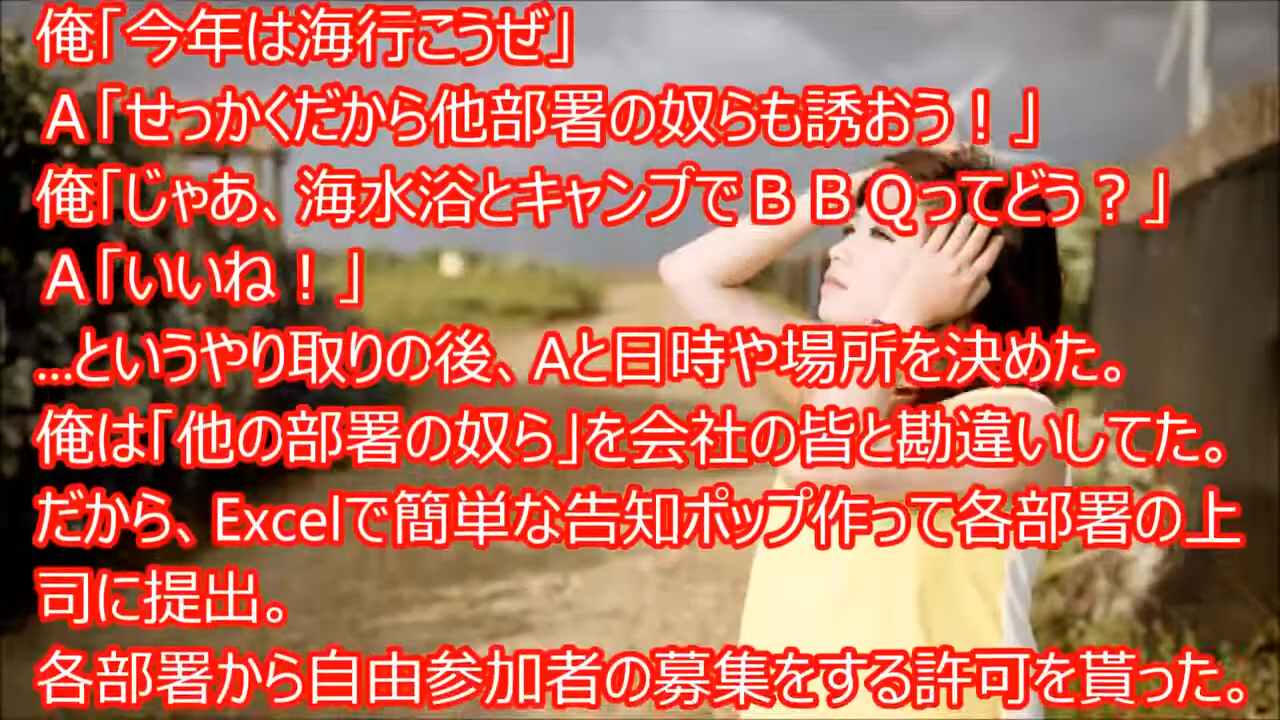 俺「今年は海行こうぜ」
A「せっかくだから他部署の奴らも誘おう！」
俺「じゃあ、海水浴とキャンプでＢＢＱってどう？」
A「いいね！」
...というやり取りの後、Aと日時や場所を決めた。
俺は「他の部署の奴ら」を会社の皆と勘違いしてた。
だから、Excelで簡単な告知ポップ作って各部署の上
司に提出。
各部署から自由参加者の募集をする許可を貰った。